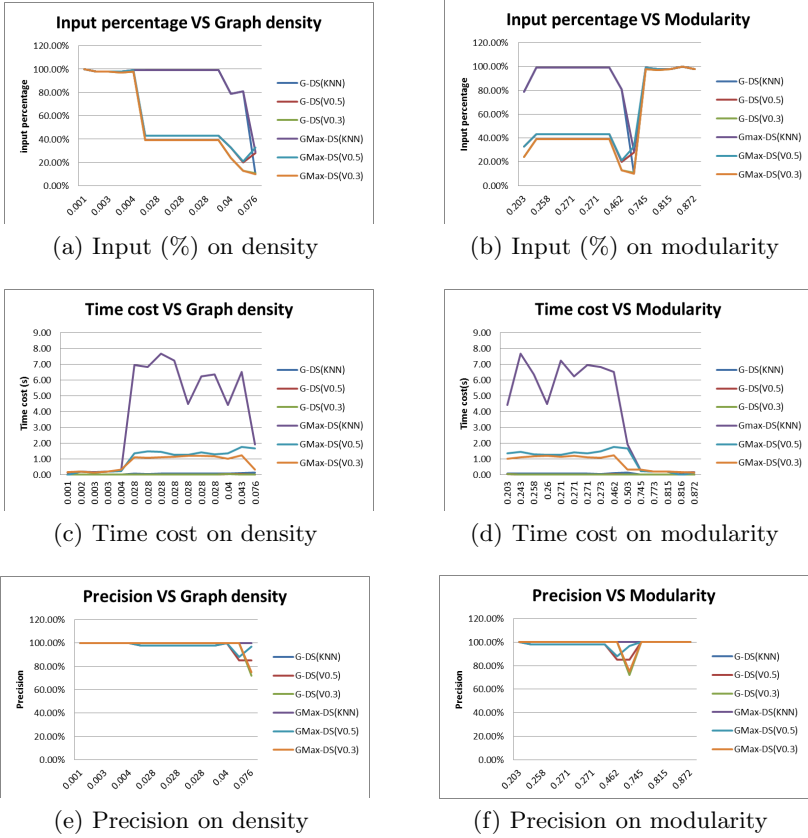 Input percentage VS Graph density
120.00%
100.00%
80.00%
60.00%
40.00%
20.00%
0.00%
input percentage
0.001
0.003
0.004
0.028
0.028
0.028
0.04
0.076
G-DS(KNN)
G-DS(V0.5)
G-DS(V0.3)
GMax-DS(KNN)
GMax-DS(V0.5)
GMax-DS(V0.3)
(a) Input (%) on density
Input percentage VS Modularity
120.00%
100.00%
80.00%
60.00%
40.00%
20.00%
0.00%
Input percentage
0.203
0.258
0.271
0.271
0.462
0.745
0.815
0.872
G-DS(KNN)
G-DS(V0.5)
G-DS(V0.3)
Gmax-DS(KNN)
GMax-DS(V0.5)
GMax-DS(V0.3)
(b) Input (%) on modularity
Time cost VS Graph density
9.00
8.00
7.00
6.00
5.00
4.00
3.00
2.00
1.00
0.00
Time cost (s)
0.001
0.002
0.003
0.004
0.004
0.028
0.028
0.028
0.028
0.028
0.028
0.028
0.04
0.041
0.076
G-DS(KNN)
G-DS(V0.5)
G-DS(V0.3)
GMax-DS(KNN)
GMax-DS(V0.5)
GMax-DS(V0.3)
(c) Time cost on density
Time cost VS Modularity
9.00
8.00
7.00
6.00
5.00
4.00
3.00
2.00
1.00
0.00
Time cost(s)
0.203
0.243
0.258
0.26
0.271
0.271
0.271
0.273
0.462
0.503
0.745
0.773
0.815
0.816
0.872
G-DS(KNN)
G-DS(V0.5)
G-DS(V0.3)
Gmax-DS(KNN)
GMax-DS(V0.5)
GMax-DS(V0.3)
(d) Time cost on modularity
Precision VS Graph density
120.00%
100.00%
80.00%
60.00%
40.00%
20.00%
0.00%
Precision
0.001
0.003
0.004
0.028
0.028
0.028
0.04
0.076
G-DS(KNN)
G-DS(V0.5)
G-DS(V0.3)
GMax-DS(KNN)
GMax-DS(V0.5)
GMax-DS(V0.3)
(e) Precision on density
Precision VS Modularity
120.00%
100.00%
80.00%
60.00%
40.00%
20.00%
0.00%
Precision
0.203
0.258
0.271
0.271
0.462
0.745
0.815
0.872
G-DS(KNN)
G-DS(V0.5)
G-DS(V0.3)
GMax-DS(KNN)
GMax-DS(V0.5)
GMax-DS(V0.3)
(f) Precision on modularity